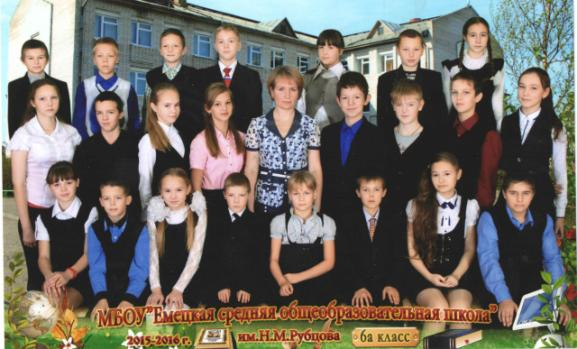 МБОУ"Емецкая средняя общеобразовательная школа"
2015-2016 г. им.Н.М.Рубцова 6а класс